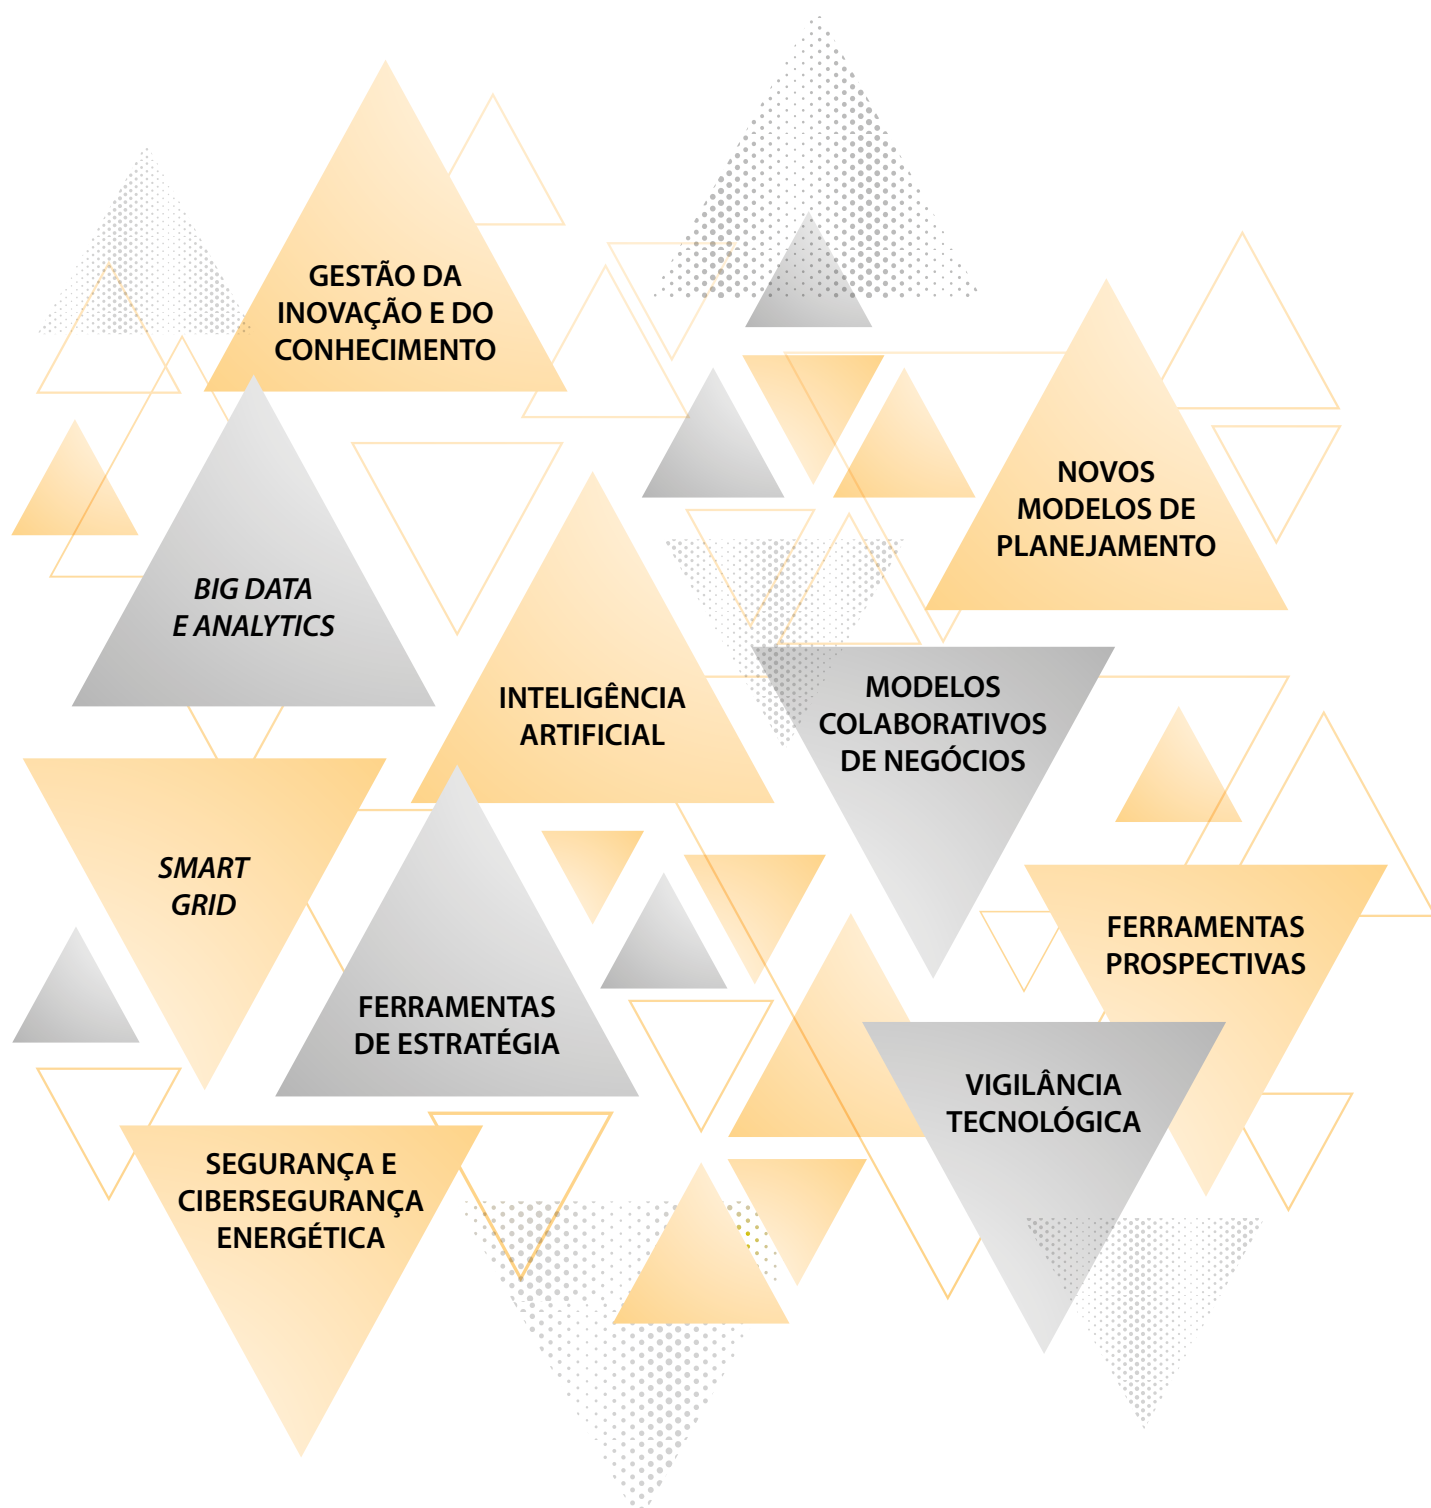 GESTÃO DA
INOVAÇÃO E DO
CONHECIMENTO
NOVOS
MODELOS DE
PLANEJAMENTO
BIG DATA
E ANALYTICS
INTELIGÊNCIA
ARTIFICIAL
MODELOS
COLABORATIVOS
DE NEGÓCIOS
SMART
GRID
FERRAMENTAS
PROSPECTIVAS
FERRAMENTAS
DE ESTRATÉGIA
VIGILÂNCIA
TECNOLÓGICA
SEGURANÇA E
CIBERSEGURANÇA
ENERGÉTICA